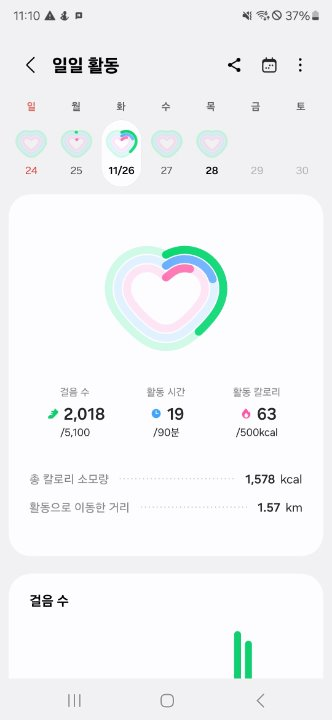 11:10 37%
일일 활동
일 월 화 수 목 금 토
24 25 11/26 27 28 29 30
걸음 수 활동 시간 활동 칼로리
2,018 19 63
/5,100 /90분 /500kcal
총 칼로리 소모량 1,578 kcal
활동으로 이동한 거리 1.57 km
걸음 수